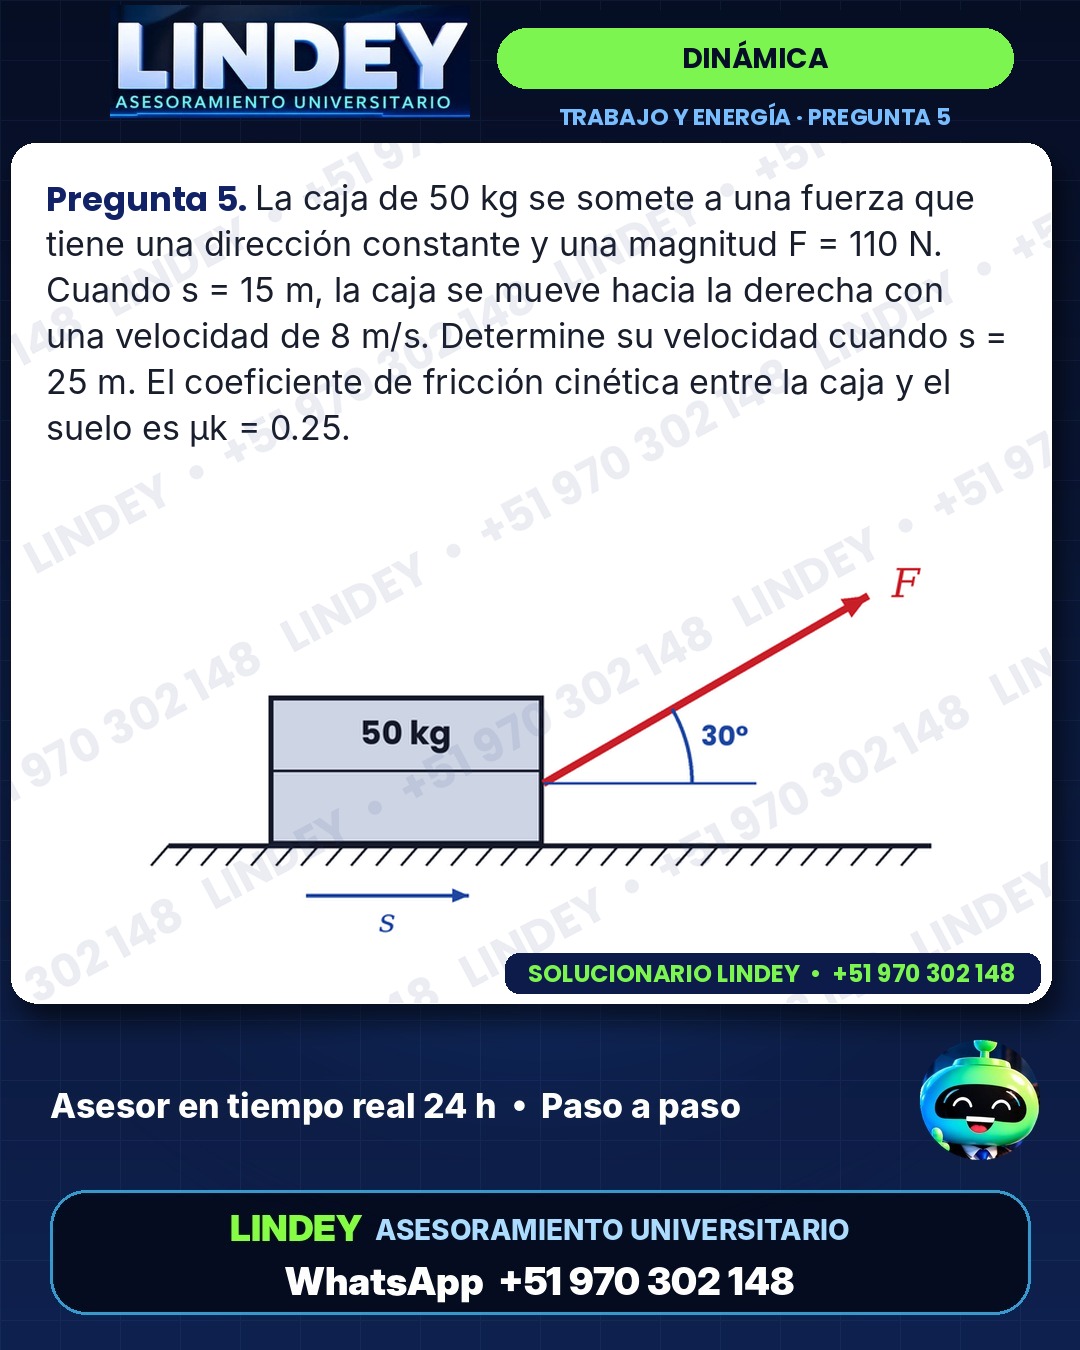 LINDEY
ASESORAMIENTO UNIVERSITARIO
DINÁMICA
TRABAJO Y ENERGÍA · PREGUNTA 5
Pregunta 5. La caja de 50 kg se somete a una fuerza que
tiene una dirección constante y una magnitud F = 110 N.
Cuando s = 15 m, la caja se mueve hacia la derecha con
una velocidad de 8 m/s. Determine su velocidad cuando s =
25 m. El coeficiente de fricción cinética entre la caja y el
suelo es μk = 0.25.
F
50 kg
30º
s
SOLUCIONARIO LINDEY • +51 970 302 148
Asesor en tiempo real 24 h • Paso a paso
LINDEY ASESORAMIENTO UNIVERSITARIO
WhatsApp +51 970 302 148